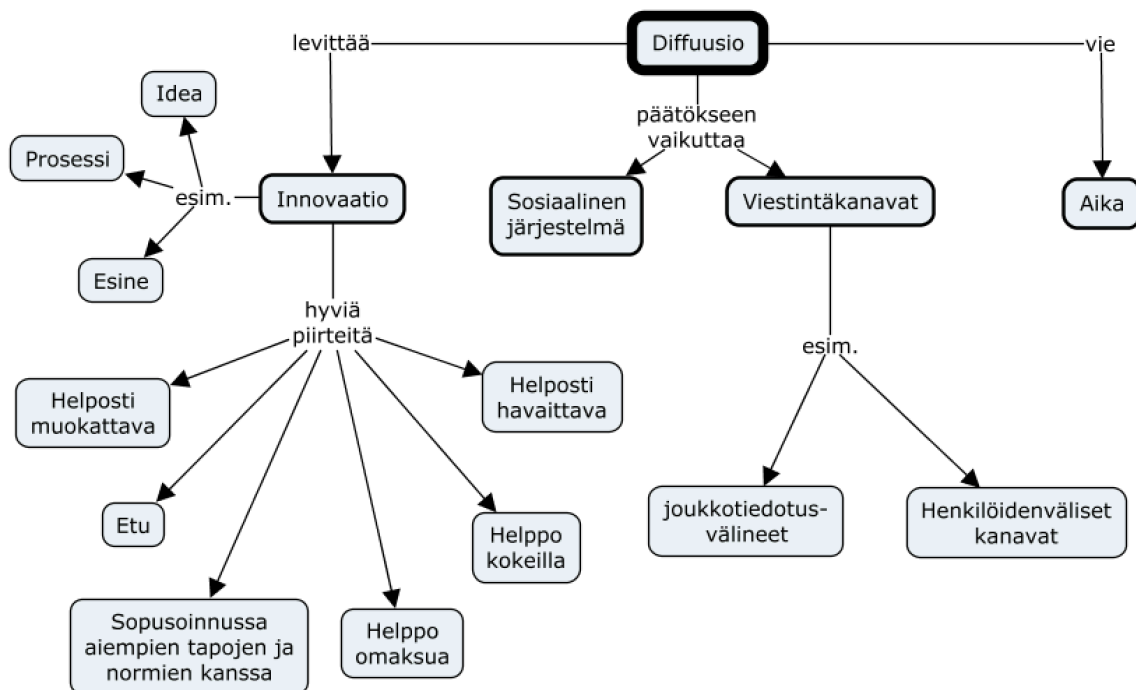 Diffuusio
levittää
vie
päätökseen
vaikuttaa
Idea
Prosessi
esim.
Esine
Innovaatio
Sosiaalinen
järjestelmä
Viestintäkanavat
Aika
hyviä
piirteitä
esim.
Helposti
muokattava
Helposti
havaittava
Etu
Helppo
kokeilla
Sopusoinnussa
aiempien tapojen ja
normien kanssa
Helppo
omaksua
joukkotiedotus-
välineet
Henkilöidenväliset
kanavat